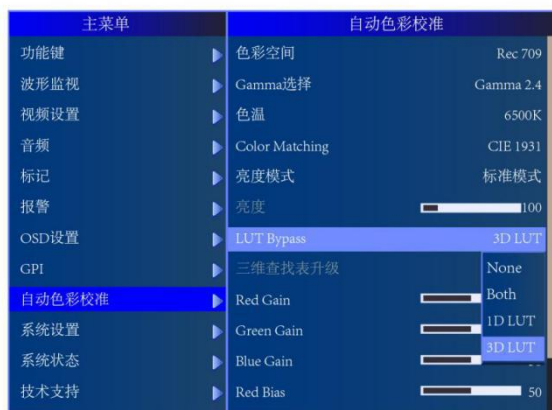 主菜单
功能键
波形监视
视频设置
音频
标记
报警
OSD设置
GPI
自动色彩校准
系统设置
系统状态
技术支持
自动色彩校准
色彩空间 Rec 709
Gamma选择 Gamma 2.4
色温 6500K
Color Matching CIE 1931
亮度模式 标准模式
亮度 100
LUT Bypass 3D LUT
三维查找表升级
None
Red Gain
Both
Green Gain
1D LUT
Blue Gain
3D LUT
Red Bias 50